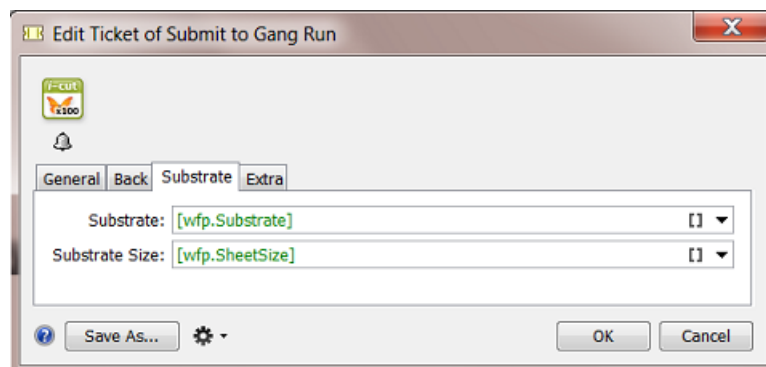 Edit Ticket of Submit to Gang Run
i-cut
x100
General Back Substrate Extra
Substrate: [wfp.Substrate] []
Substrate Size: [wfp.SheetSize] []
? Save As... OK Cancel